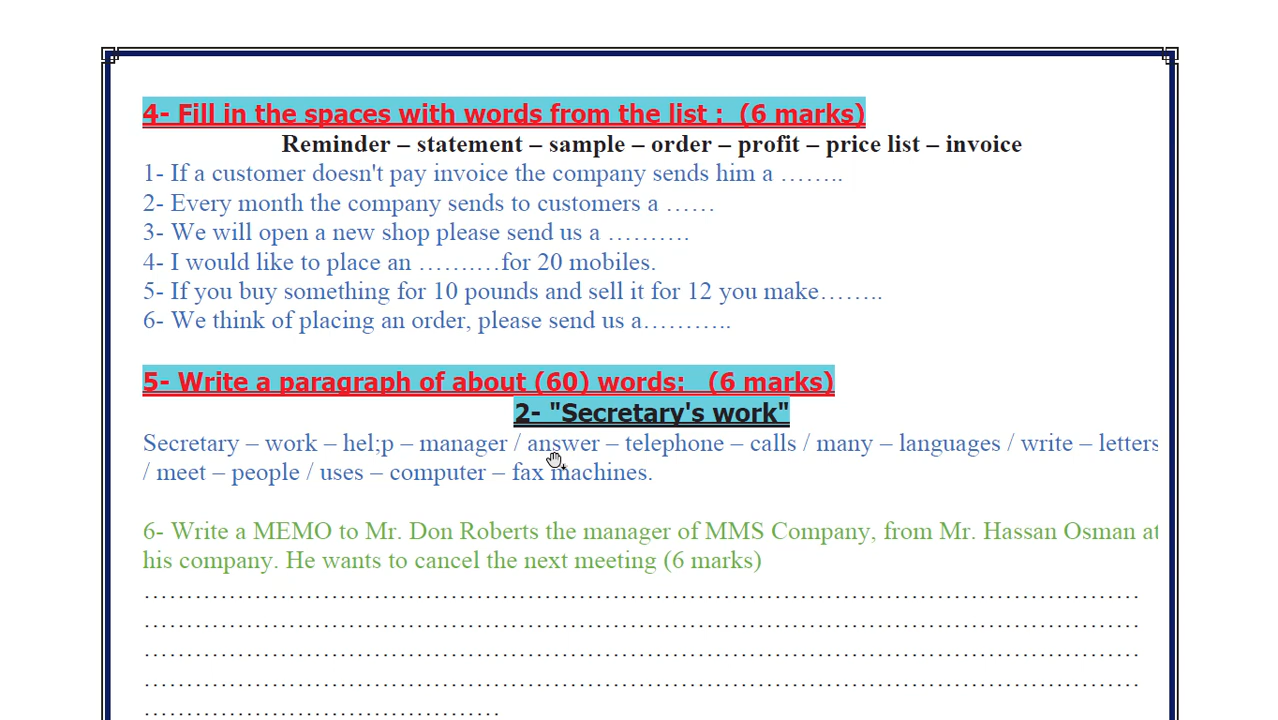 4- Fill in the spaces with words from the list :  (6 marks)
Reminder – statement – sample – order – profit – price list – invoice
1- If a customer doesn't pay invoice the company sends him a ……..
2- Every month the company sends to customers a ……
3- We will open a new shop please send us a ……….
4- I would like to place an …….…for 20 mobiles.
5- If you buy something for 10 pounds and sell it for 12 you make……..
6- We think of placing an order, please send us a………..
5- Write a paragraph of about (60) words:   (6 marks)
2- "Secretary's work"
Secretary – work – hel;p – manager / answer – telephone – calls / many – languages / write – letters
/ meet – people / uses – computer – fax machines.
6- Write a MEMO to Mr. Don Roberts the manager of MMS Company, from Mr. Hassan Osman at
his company. He wants to cancel the next meeting (6 marks)